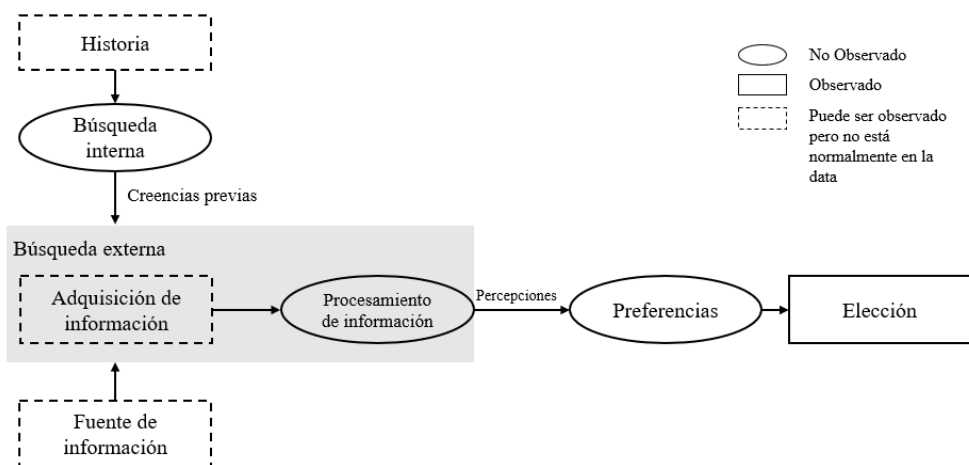 Historia
Búsqueda
interna
Creencias previas
Búsqueda externa
Adquisición de
información
Procesamiento
de información
Percepciones
Preferencias
Elección
Fuente de
información
No Observado
Observado
Puede ser observado
pero no está
normalmente en la
data